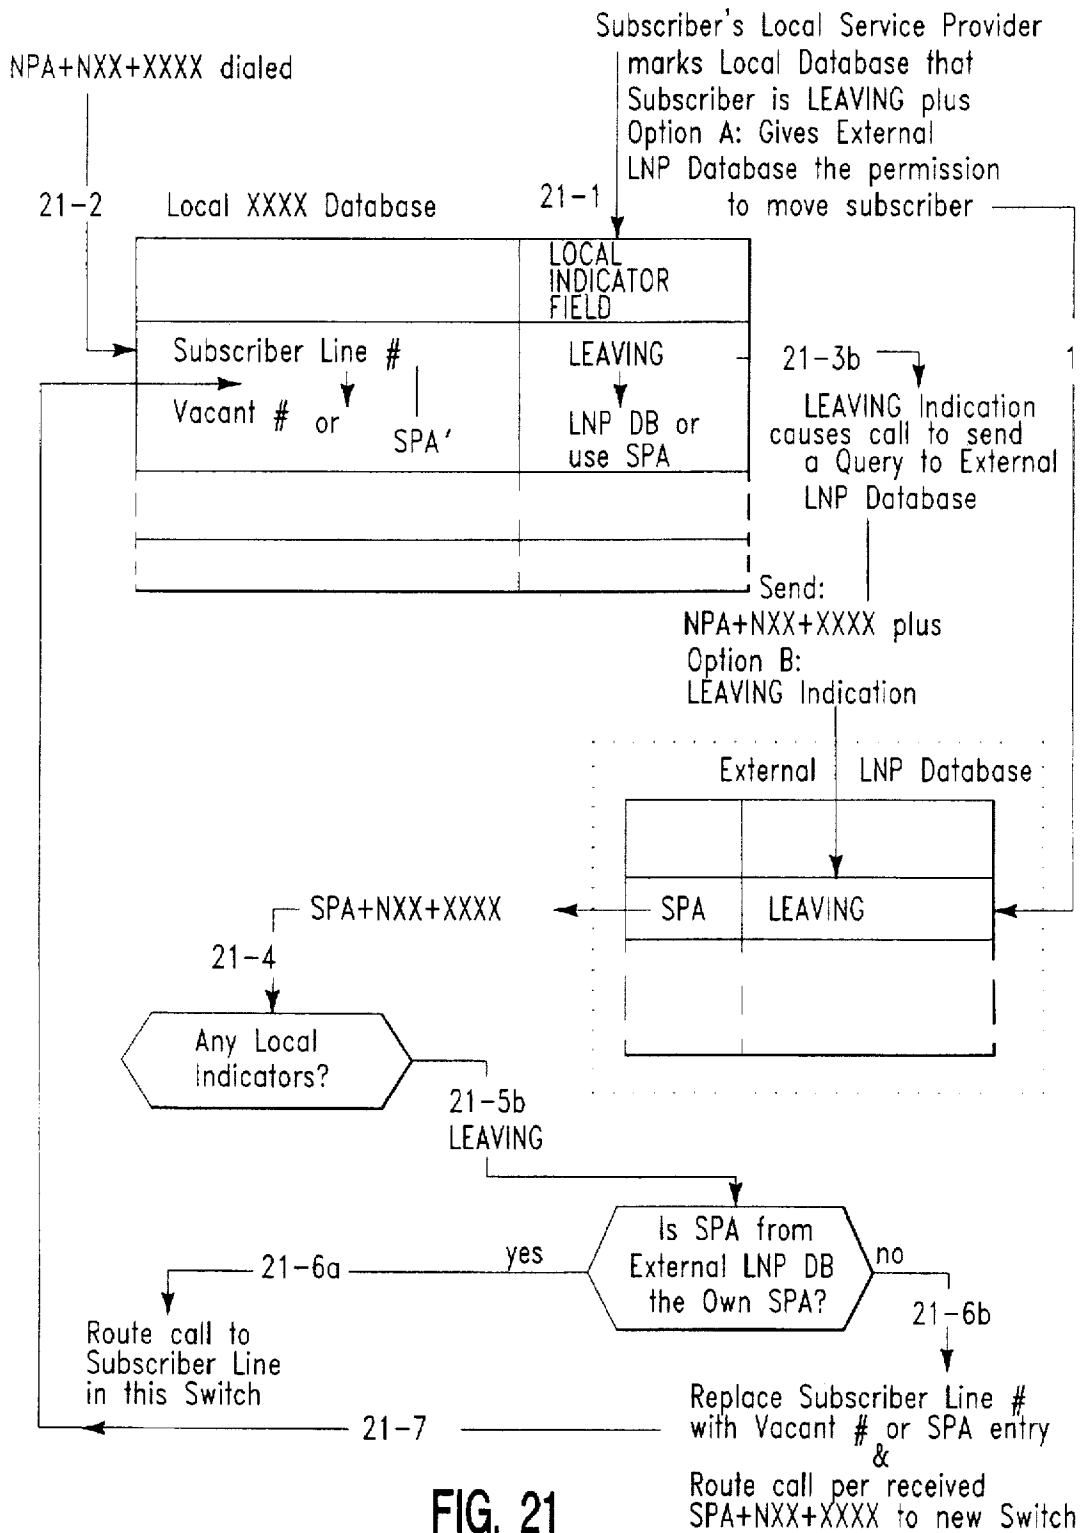 Subscriber's Local Service Provider
marks Local Database that
Subscriber is LEAVING plus
Option A: Gives External
LNP Database the permission
to move subscriber
NPA+NXX+XXXX dialed
21-2
Local XXXX Database
21-1
LOCAL
INDICATOR
FIELD
Subscriber Line #
Vacant # or
SPA'
LEAVING
LNP DB or
use SPA
21-3b
1
LEAVING Indication
causes call to send
a Query to External
LNP Database
Send:
NPA+NXX+XXXX plus
Option B:
LEAVING Indication
External LNP Database
SPA LEAVING
SPA+NXX+XXXX
21-4
Any Local
Indicators?
21-5b
LEAVING
Is SPA from
External LNP DB
the Own SPA?
yes
21-6a
no
21-6b
Route call to
Subscriber Line
in this Switch
Replace Subscriber Line #
with Vacant # or SPA entry
&
Route call per received
SPA+NXX+XXXX to new Switch
21-7
FIG. 21